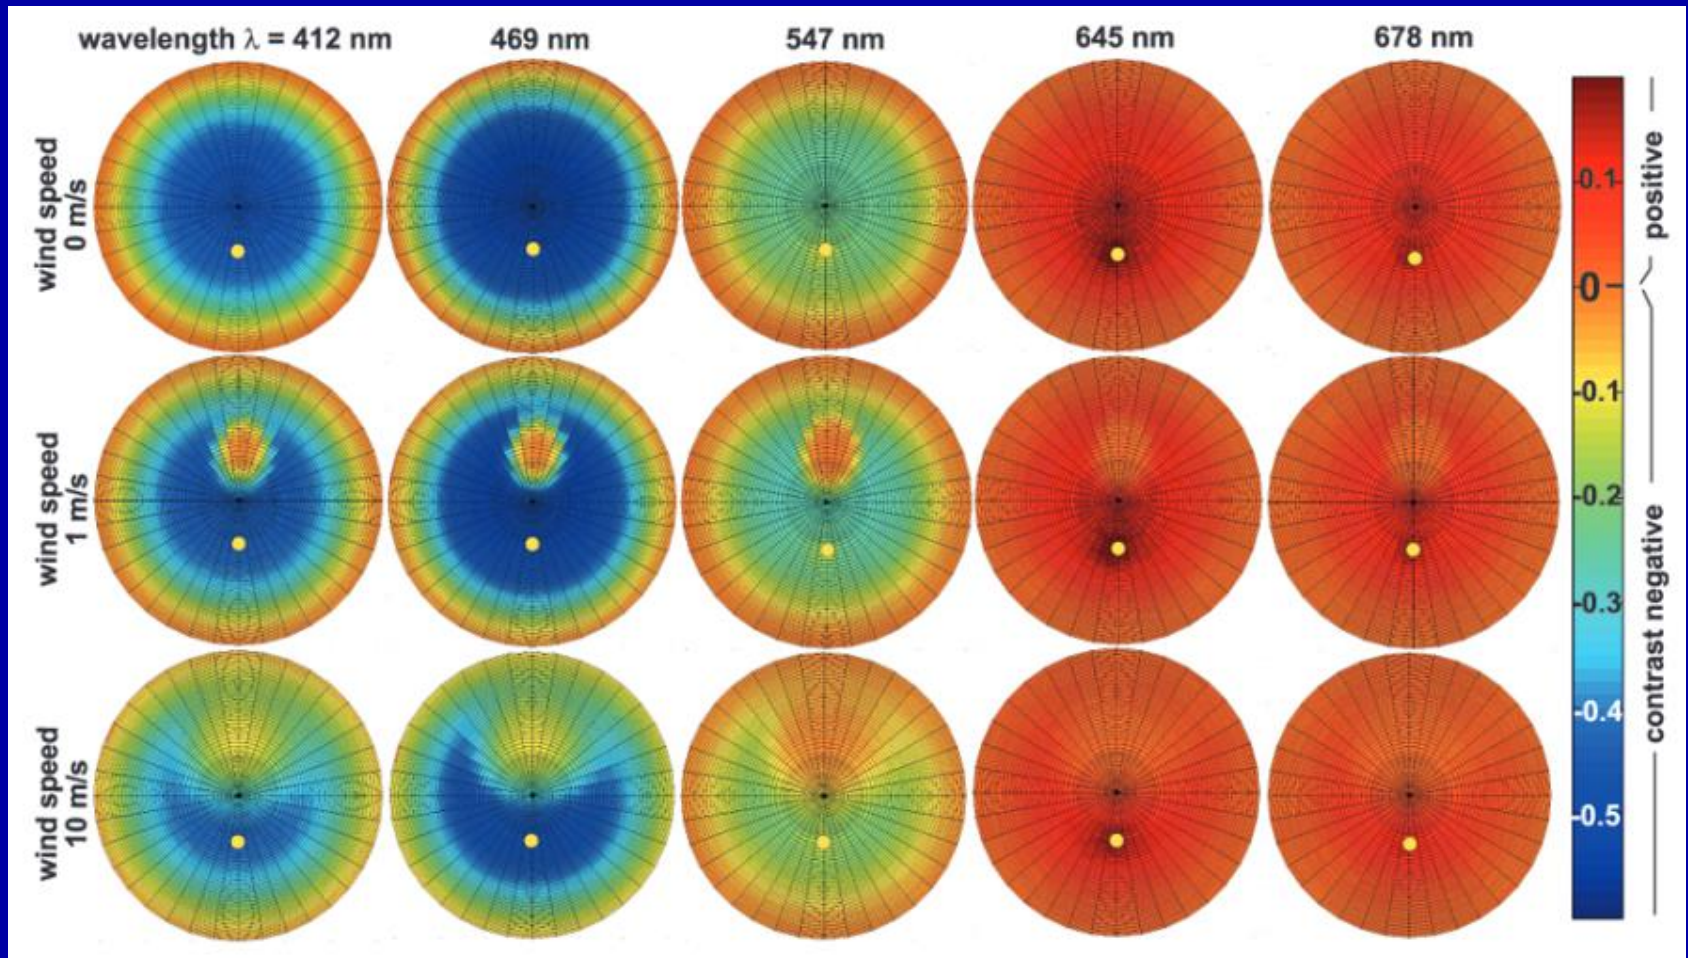 wavelength λ = 412 nm
469 nm
547 nm
645 nm
678 nm
wind speed
0 m/s
wind speed
1 m/s
wind speed
10 m/s
0.1
0
-0.1
-0.2
-0.3
-0.4
-0.5
positive
contrast negative